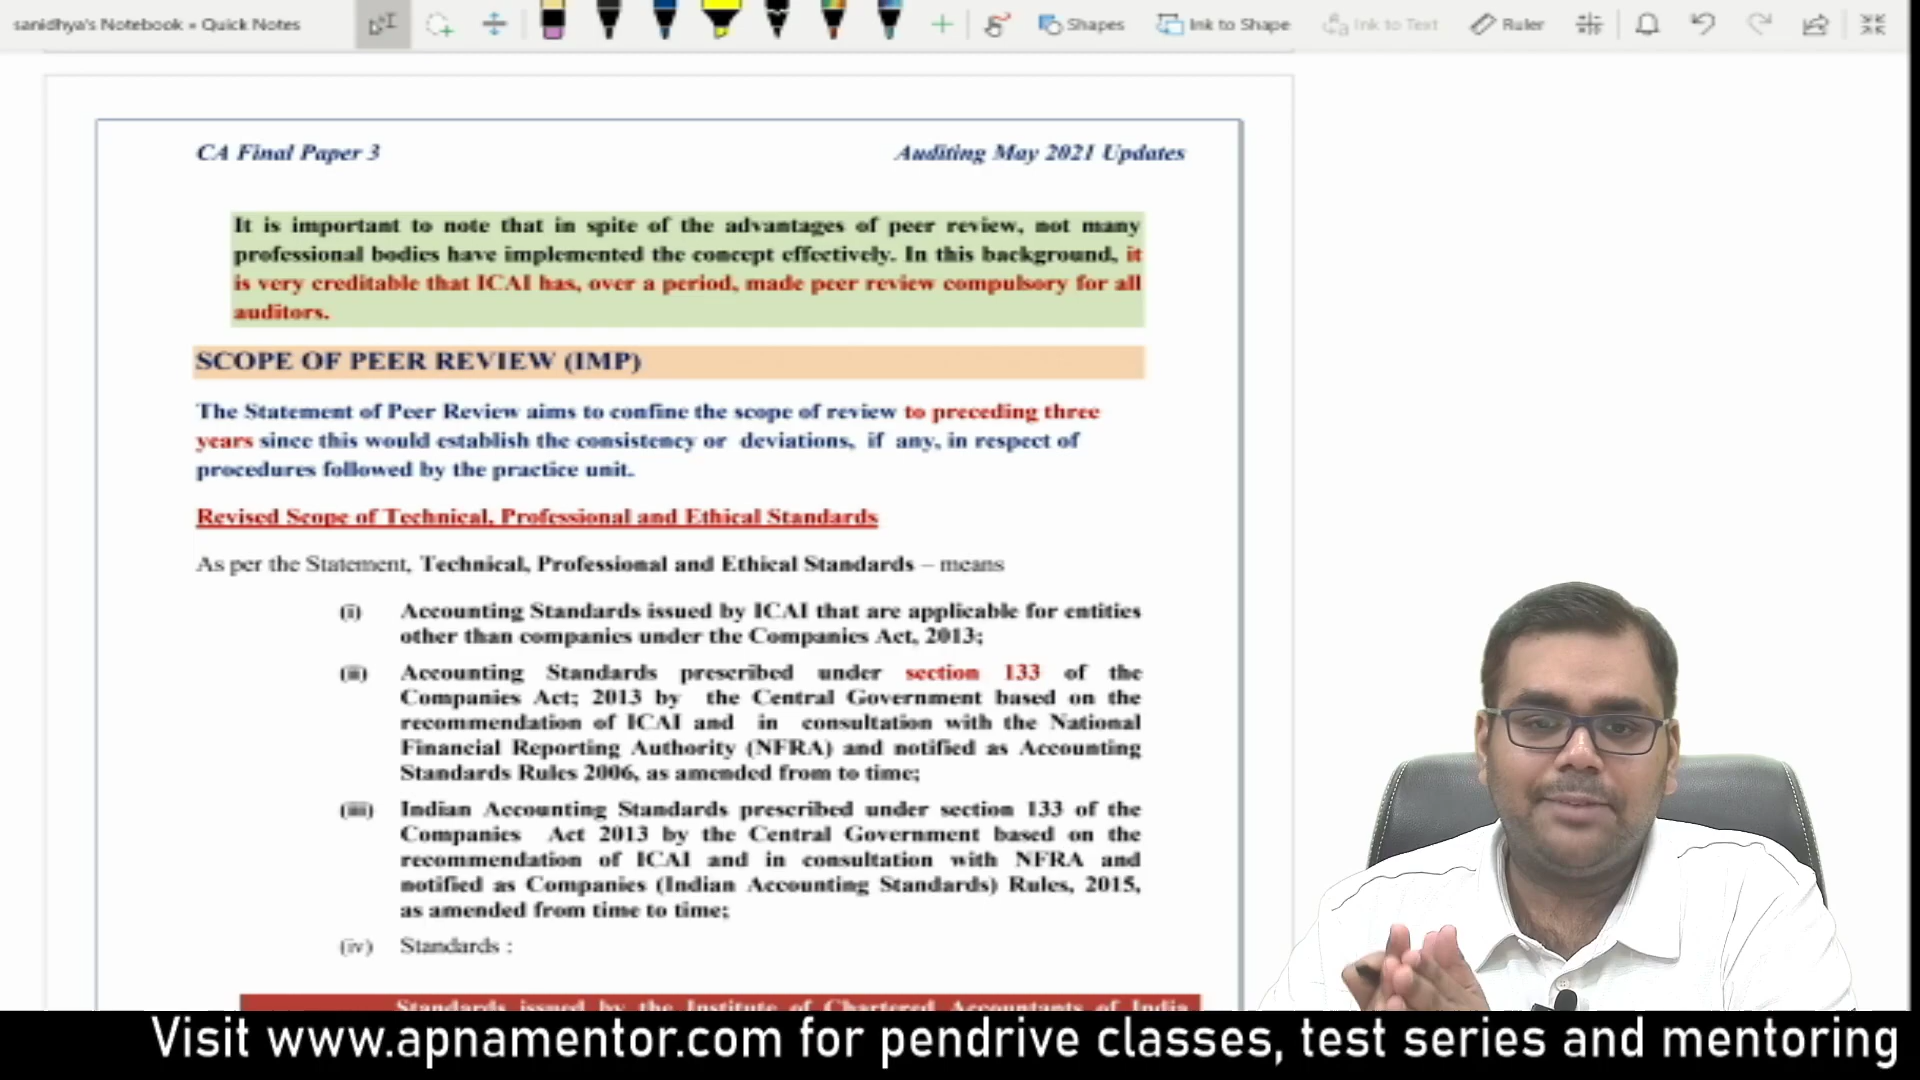 sanidhya's Notebook » Quick Notes
Shapes
Ink to Shape
Ink to Text
Ruler
CA Final Paper 3
Auditing May 2021 Updates
It is important to note that in spite of the advantages of peer review, not many
professional bodies have implemented the concept effectively. In this background, it
is very creditable that ICAI has, over a period, made peer review compulsory for all
auditors.
SCOPE OF PEER REVIEW (IMP)
The Statement of Peer Review aims to confine the scope of review to preceding three
years since this would establish the consistency or deviations, if any, in respect of
procedures followed by the practice unit.
Revised Scope of Technical, Professional and Ethical Standards
As per the Statement, Technical, Professional and Ethical Standards – means
(i) Accounting Standards issued by ICAI that are applicable for entities
other than companies under the Companies Act, 2013;
(ii) Accounting Standards prescribed under section 133 of the
Companies Act; 2013 by the Central Government based on the
recommendation of ICAI and in consultation with the National
Financial Reporting Authority (NFRA) and notified as Accounting
Standards Rules 2006, as amended from to time;
(iii) Indian Accounting Standards prescribed under section 133 of the
Companies Act 2013 by the Central Government based on the
recommendation of ICAI and in consultation with NFRA and
notified as Companies (Indian Accounting Standards) Rules, 2015,
as amended from time to time;
(iv) Standards :
Standards issued by the Institute of Chartered Accountants of India
Visit www.apnamentor.com for pendrive classes, test series and mentoring